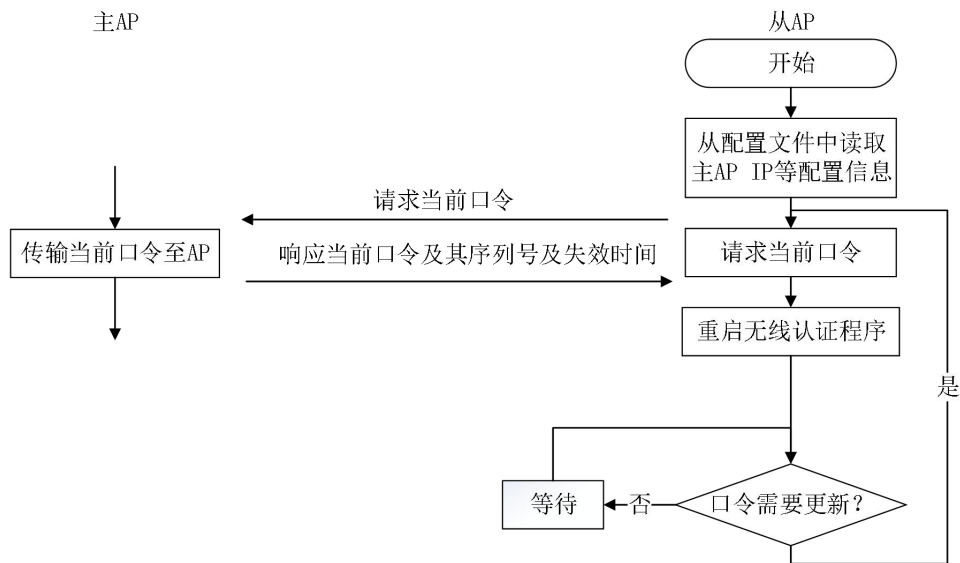 主AP
从AP
开始
从配置文件中读取
主AP IP等配置信息
请求当前口令
传输当前口令至AP
响应当前口令及其序列号及失效时间
请求当前口令
重启无线认证程序
是
等待
否
口令需要更新?